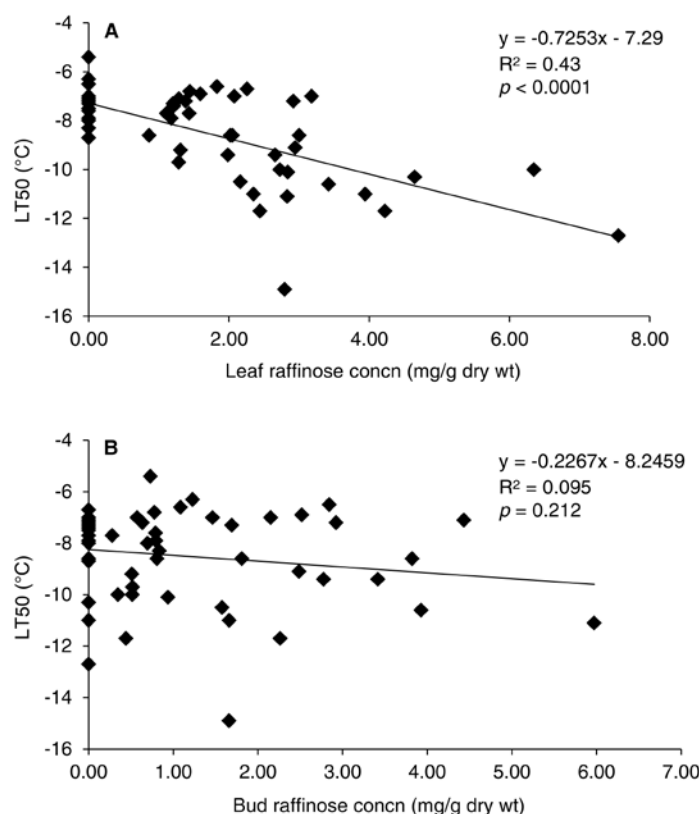 A
y = -0.7253x - 7.29
R² = 0.43
p < 0.0001
-4
-6
-8
-10
-12
-14
-16
LT50 (°C)
0.00 2.00 4.00 6.00 8.00
Leaf raffinose concn (mg/g dry wt)
B
y = -0.2267x - 8.2459
R² = 0.095
p = 0.212
-4
-6
-8
-10
-12
-14
-16
LT50 (°C)
0.00 1.00 2.00 3.00 4.00 5.00 6.00 7.00
Bud raffinose concn (mg/g dry wt)